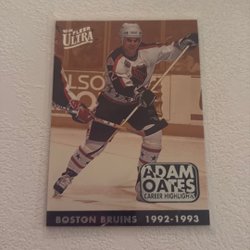 FLEER
ULTRA
ADAM
OATES
CAREER HIGHLIGHTS
BOSTON BRUINS 1992-1993